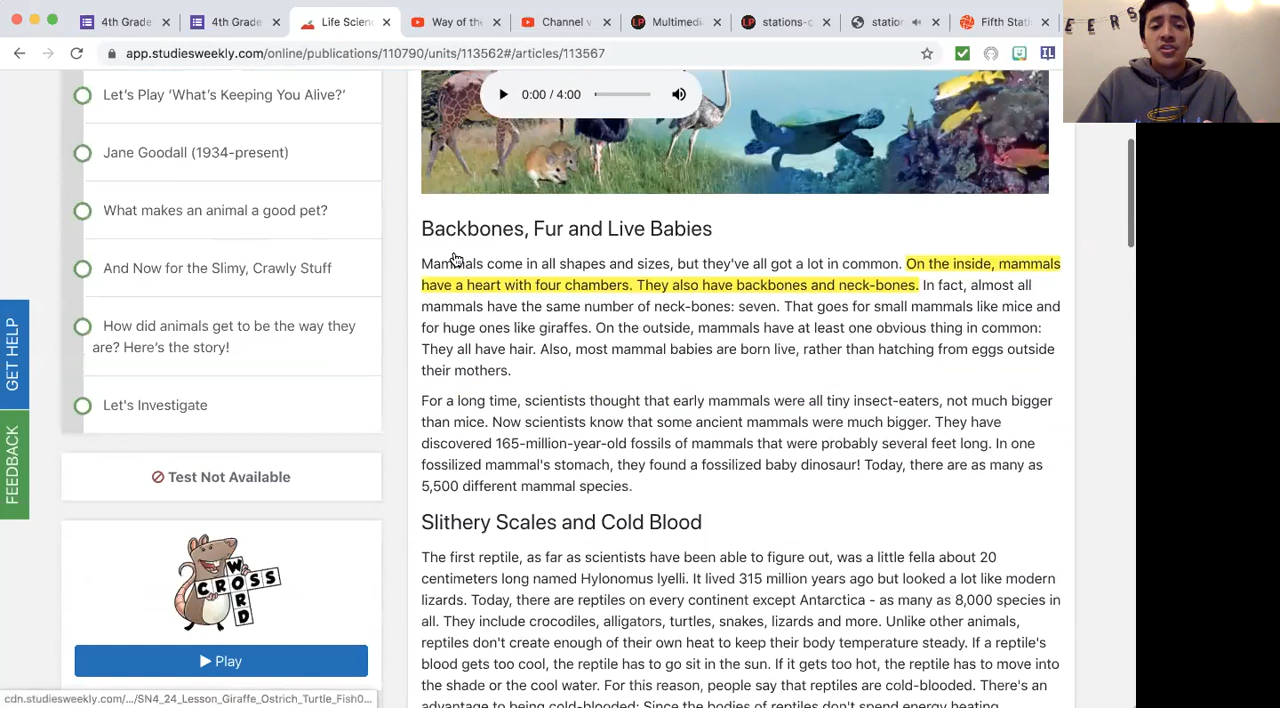 4th Grade
4th Grade
Life Scienc
Way of the
Channel v
Multimedi
stations-c
station
Fifth Stati
app.studiesweekly.com/online/publications/110790/units/113562#/articles/113567
IL
E E R S
Let's Play 'What's Keeping You Alive?'
Jane Goodall (1934-present)
What makes an animal a good pet?
And Now for the Slimy, Crawly Stuff
How did animals get to be the way they
are? Here's the story!
Let's Investigate
GET HELP
FEEDBACK
Test Not Available
CROSS
WORD
Play
cdn.studiesweekly.com/.../SN4_24_Lesson_Giraffe_Ostrich_Turtle_Fish0...
0:00 / 4:00
Backbones, Fur and Live Babies
Mammals come in all shapes and sizes, but they've all got a lot in common. On the inside, mammals
have a heart with four chambers. They also have backbones and neck-bones. In fact, almost all
mammals have the same number of neck-bones: seven. That goes for small mammals like mice and
for huge ones like giraffes. On the outside, mammals have at least one obvious thing in common:
They all have hair. Also, most mammal babies are born live, rather than hatching from eggs outside
their mothers.
For a long time, scientists thought that early mammals were all tiny insect-eaters, not much bigger
than mice. Now scientists know that some ancient mammals were much bigger. They have
discovered 165-million-year-old fossils of mammals that were probably several feet long. In one
fossilized mammal's stomach, they found a fossilized baby dinosaur! Today, there are as many as
5,500 different mammal species.
Slithery Scales and Cold Blood
The first reptile, as far as scientists have been able to figure out, was a little fella about 20
centimeters long named Hylonomus lyelli. It lived 315 million years ago but looked a lot like modern
lizards. Today, there are reptiles on every continent except Antarctica - as many as 8,000 species in
all. They include crocodiles, alligators, turtles, snakes, lizards and more. Unlike other animals,
reptiles don't create enough of their own heat to keep their body temperature steady. If a reptile's
blood gets too cool, the reptile has to go sit in the sun. If it gets too hot, the reptile has to move into
the shade or the cool water. For this reason, people say that reptiles are cold-blooded. There's an
advantage to being cold-blooded: Since the bodies of reptiles don't spend energy heating